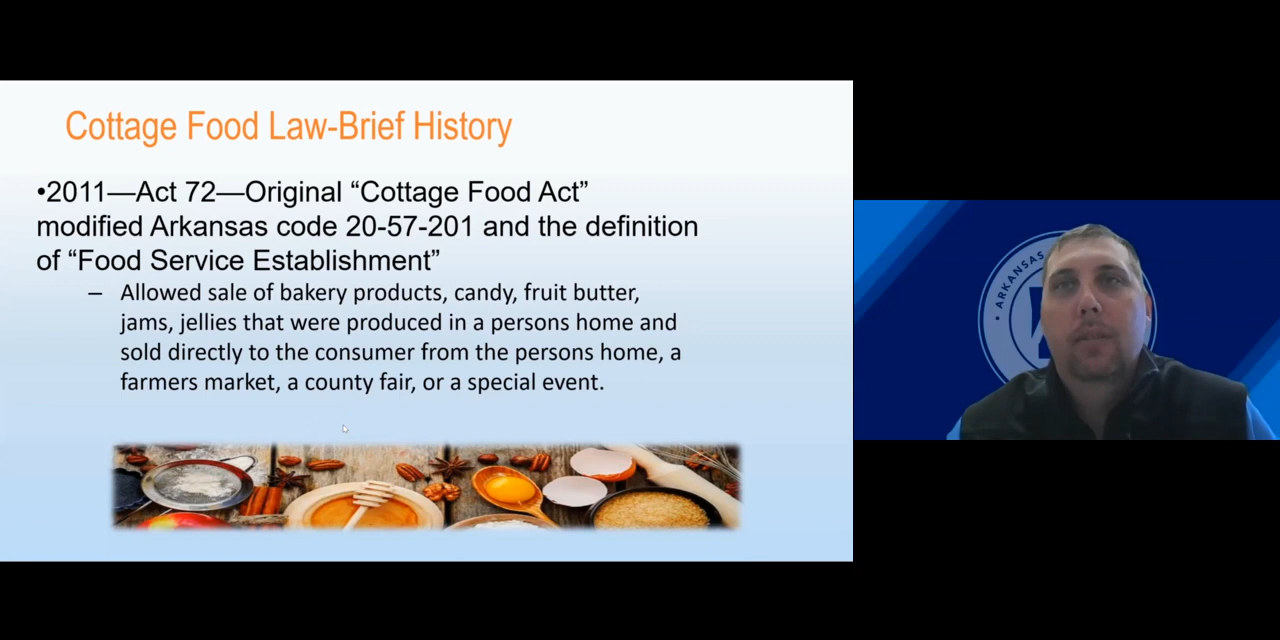 Cottage Food Law-Brief History
•2011—Act 72—Original “Cottage Food Act”
modified Arkansas code 20-57-201 and the definition
of “Food Service Establishment”
– Allowed sale of bakery products, candy, fruit butter,
jams, jellies that were produced in a persons home and
sold directly to the consumer from the persons home, a
farmers market, a county fair, or a special event.
• ARKANSAS